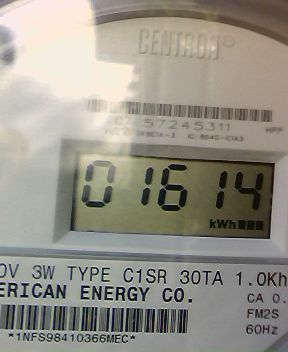 CENTRON®
57245311
01614
kWh
0V 3W TYPE C1SR 30TA 1.0Kh
ERICAN ENERGY CO.
CA 0.
FM2S
60Hz
*1NFS98410366MEC*